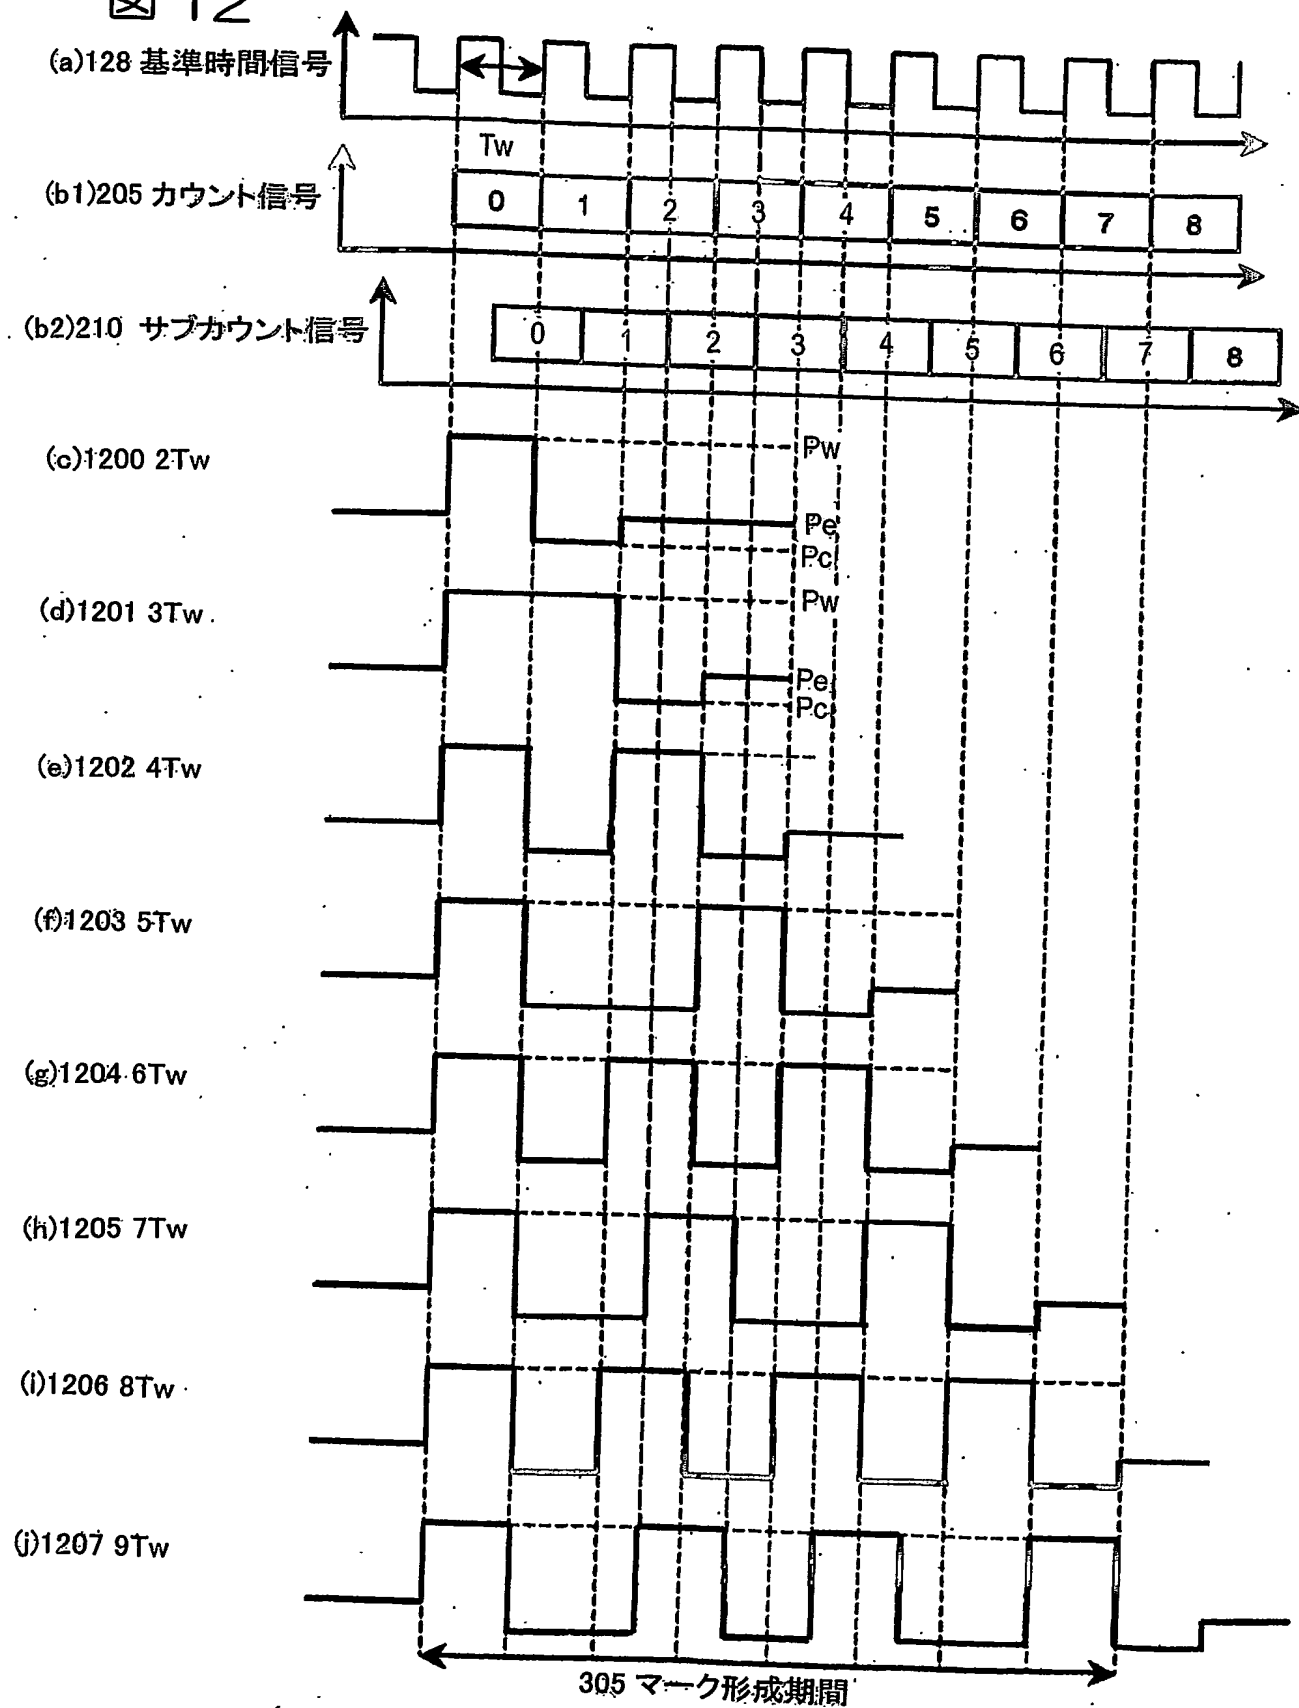 図 12
(a)128 基準時間信号
Tw
(b1)205 カウント信号
0 1 2 3 4 5 6 7 8
(b2)210 サブカウント信号
0 1 2 3 4 5 6 7 8
(c)1200 2Tw
Pw
Pe
Pc
(d)1201 3Tw
Pw
Pe
Pc
(e)1202 4Tw
(f)1203 5Tw
(g)1204 6Tw
(h)1205 7Tw
(i)1206 8Tw
(j)1207 9Tw
305 マーク形成期間